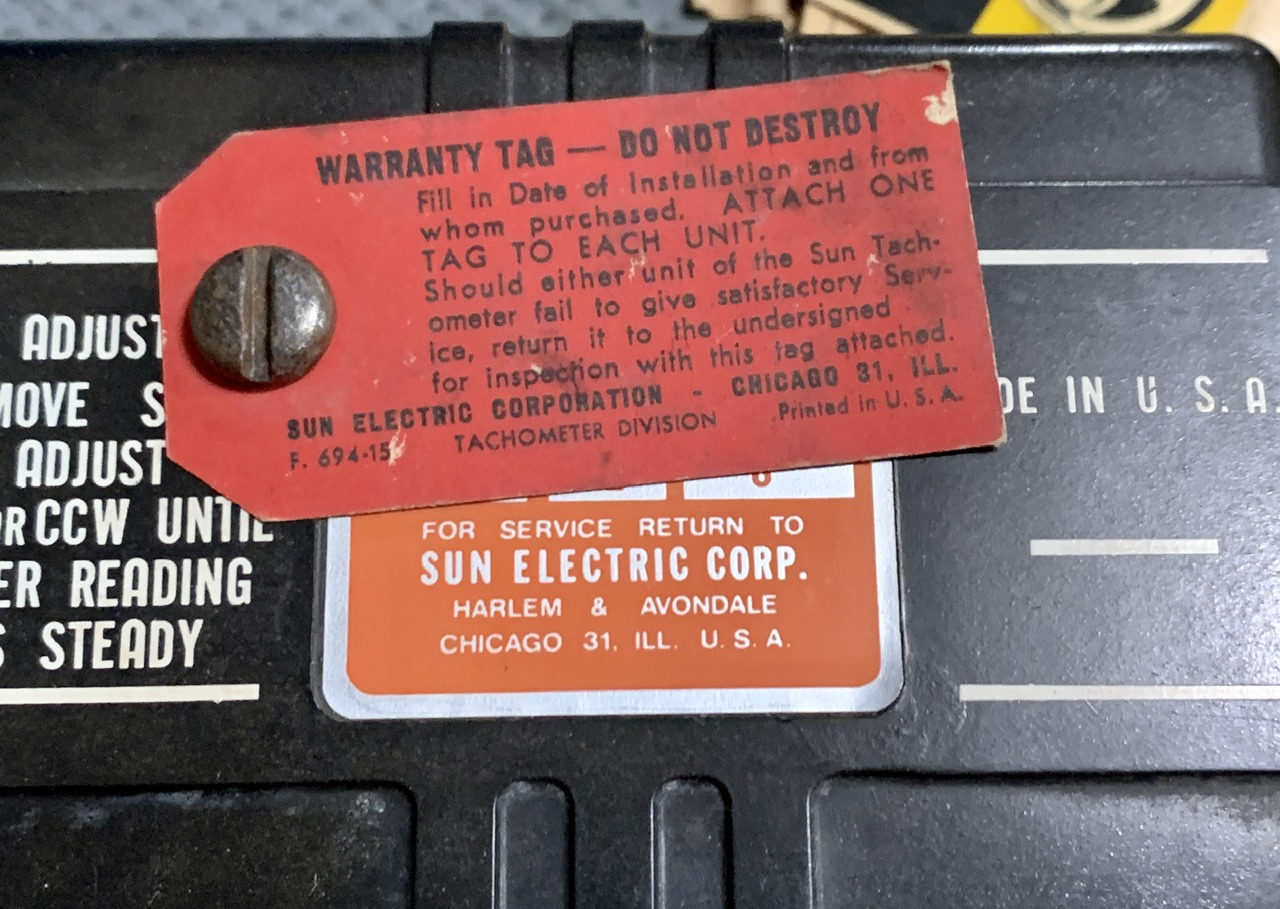 WARRANTY TAG — DO NOT DESTROY
Fill in Date of Installation and from
whom purchased. ATTACH ONE
TAG TO EACH UNIT.
Should either unit of the Sun Tach-
ometer fail to give satisfactory Serv-
ice, return it to the undersigned
for inspection with this tag attached.
SUN ELECTRIC CORPORATION - CHICAGO 31, ILL.
F. 694-15 TACHOMETER DIVISION Printed in U. S. A.
ADJUST
ADJUST
CCW UNTIL
READING
STEADY
6
FOR SERVICE RETURN TO
SUN ELECTRIC CORP.
HARLEM & AVONDALE
CHICAGO 31, ILL. U. S. A.
IN U. S. A.